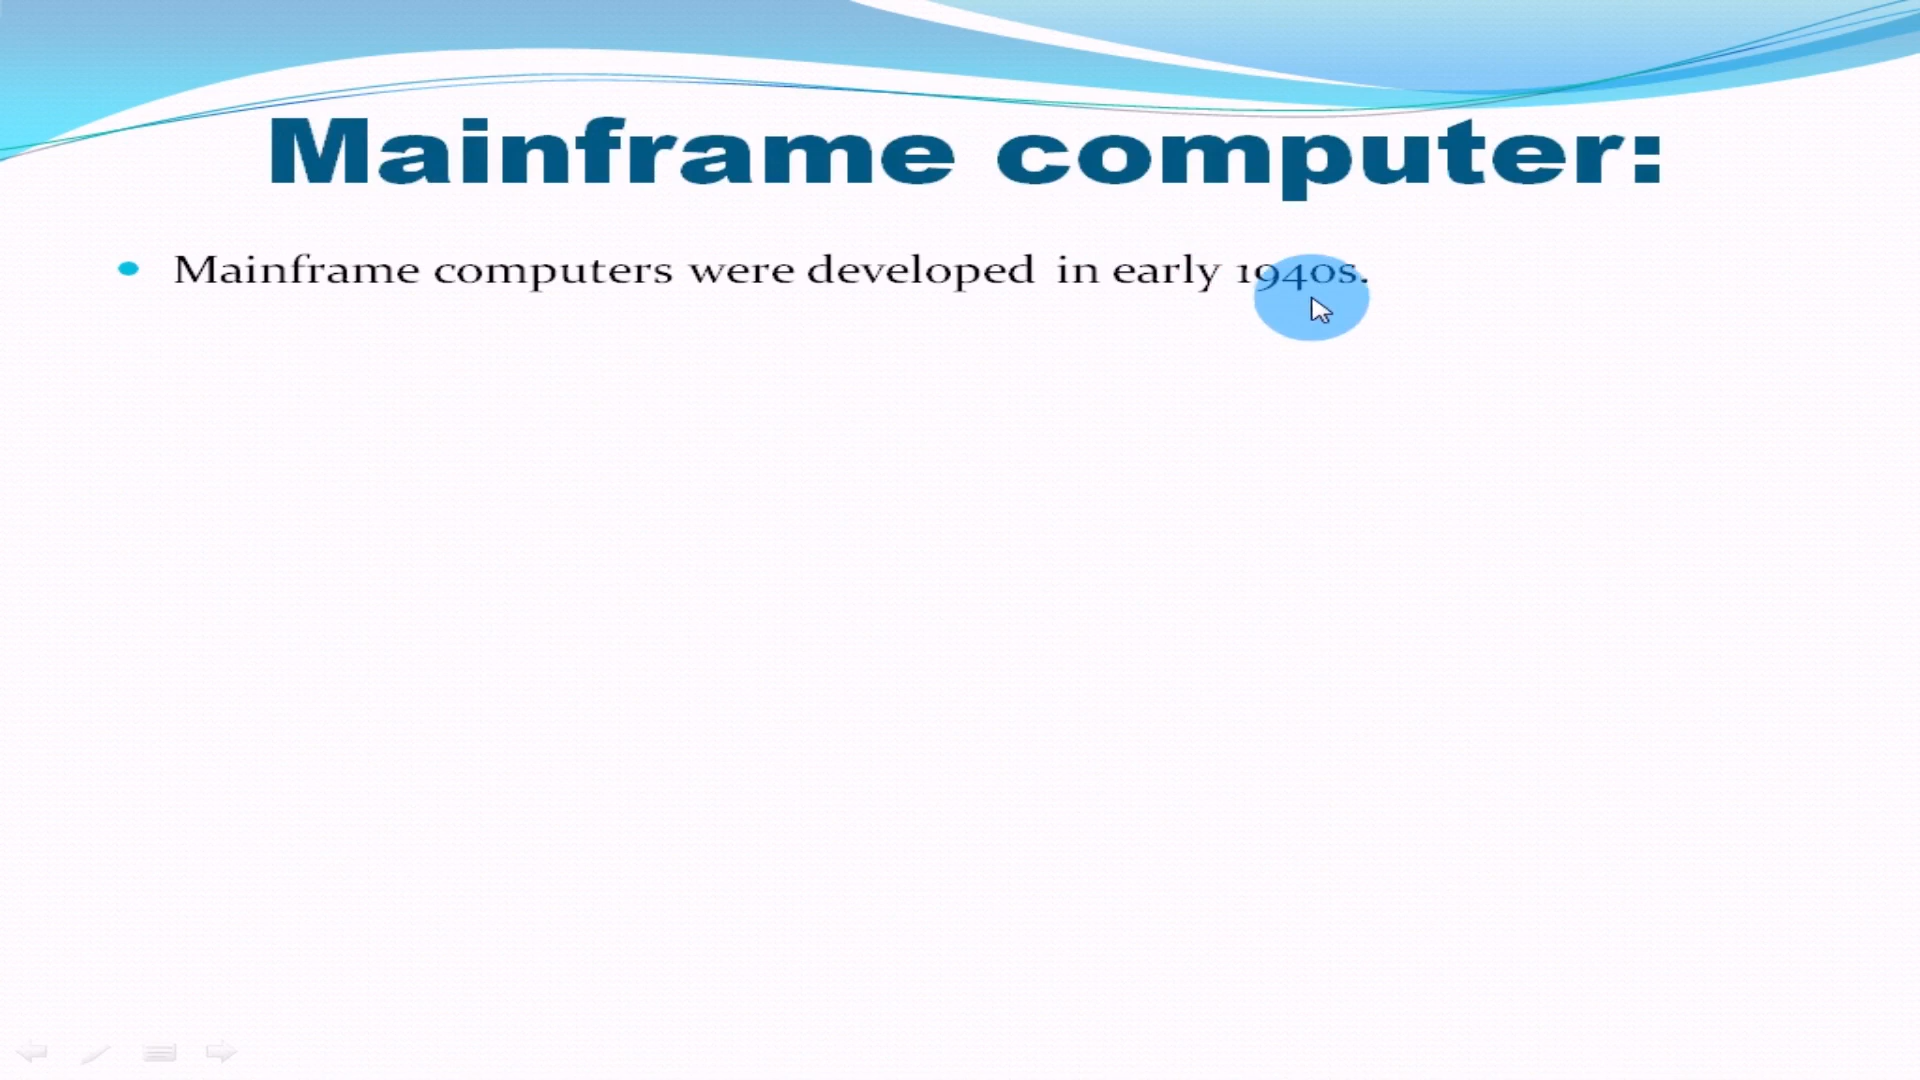 Mainframe computer:
• Mainframe computers were developed in early 1940s.